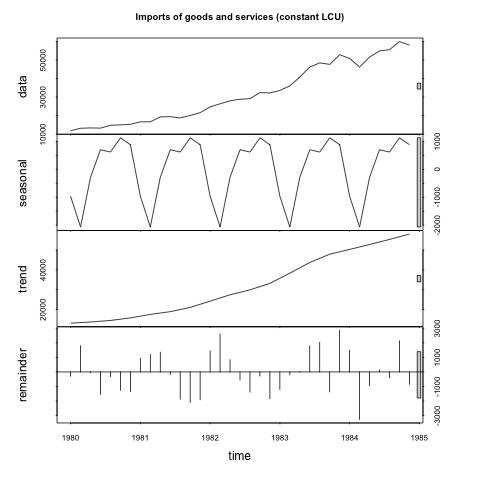 Imports of goods and services (constant LCU)
data
10000 30000 50000
seasonal
-2000 -1000 0 1000
trend
20000 40000
remainder
-3000 -1000 1000 3000
1980 1981 1982 1983 1984 1985
time